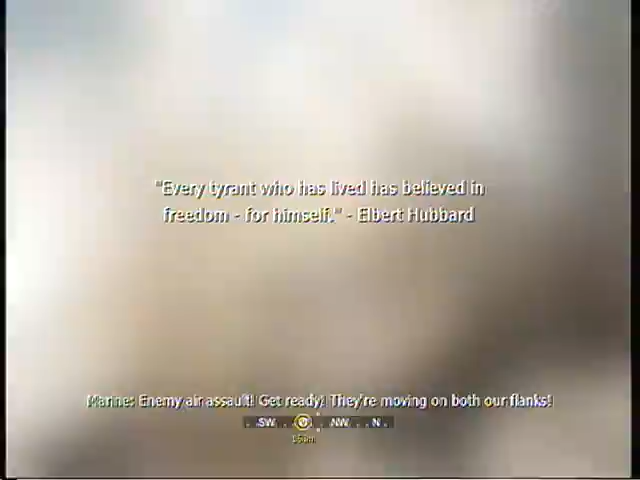 "Every tyrant who has lived has believed in
freedom - for himself." - Elbert Hubbard
Marine: Enemy air assault! Get ready! They're moving on both our flanks!
SW NW N